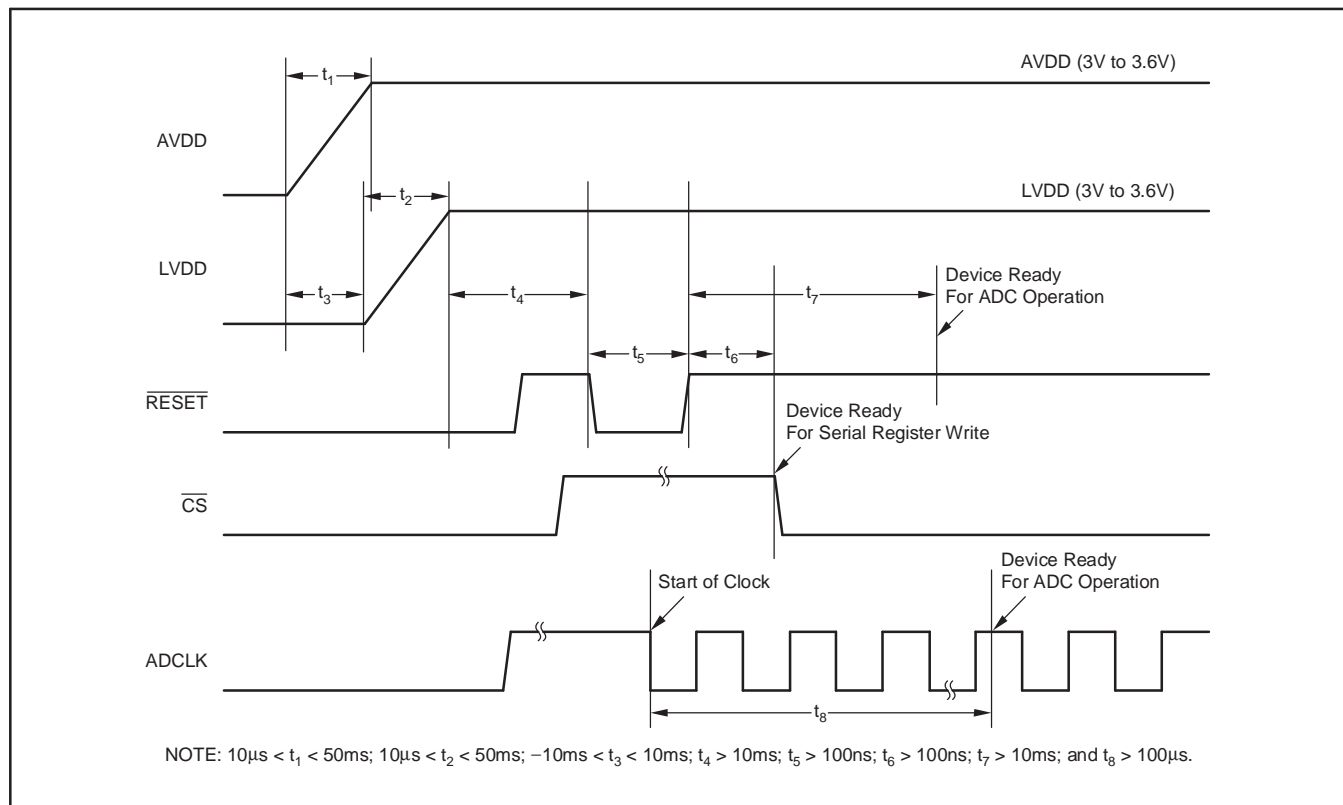 t1
AVDD (3V to 3.6V)
AVDD
t2
LVDD (3V to 3.6V)
LVDD
t3
t4
t7
Device Ready
For ADC Operation
t5
t6
RESET
Device Ready
For Serial Register Write
CS
Start of Clock
Device Ready
For ADC Operation
ADCLK
t8
NOTE: 10μs < t1 < 50ms; 10μs < t2 < 50ms; −10ms < t3 < 10ms; t4 > 10ms; t5 > 100ns; t6 > 100ns; t7 > 10ms; and t8 > 100μs.